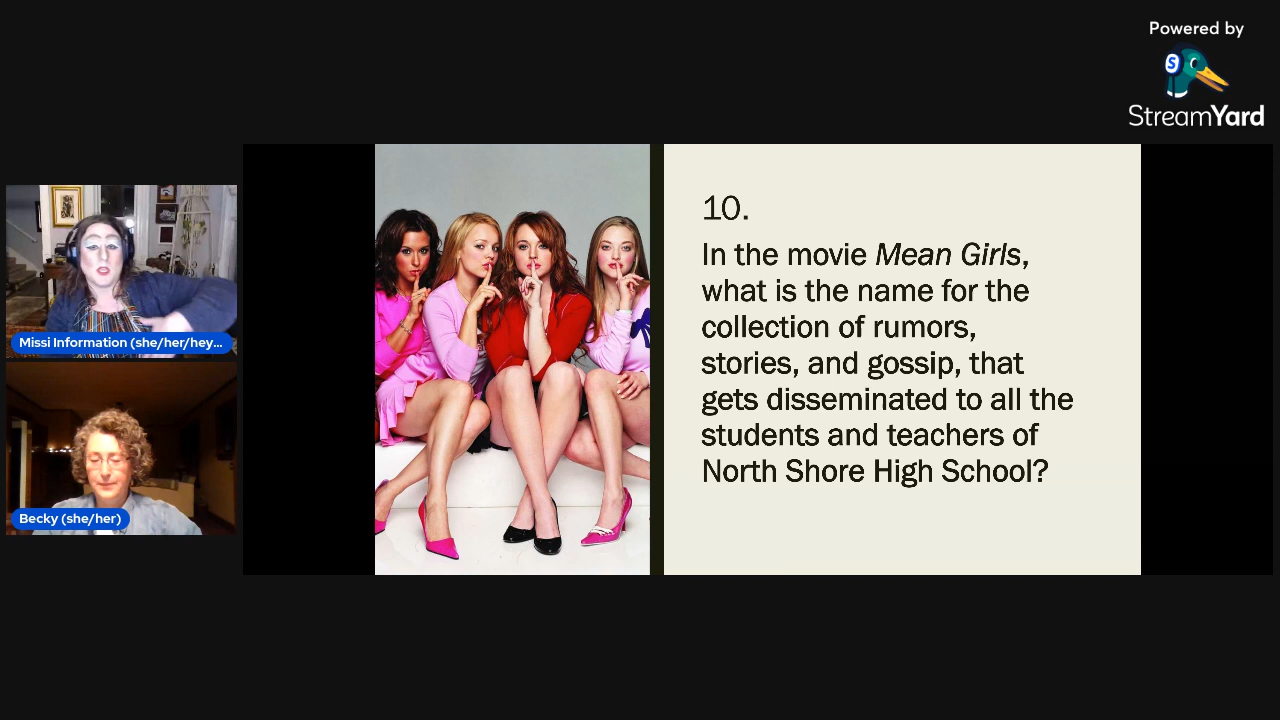 Powered by
StreamYard
S
10.
In the movie Mean Girls,
what is the name for the
collection of rumors,
stories, and gossip, that
gets disseminated to all the
students and teachers of
North Shore High School?
Missi Information (she/her/hey...
Becky (she/her)